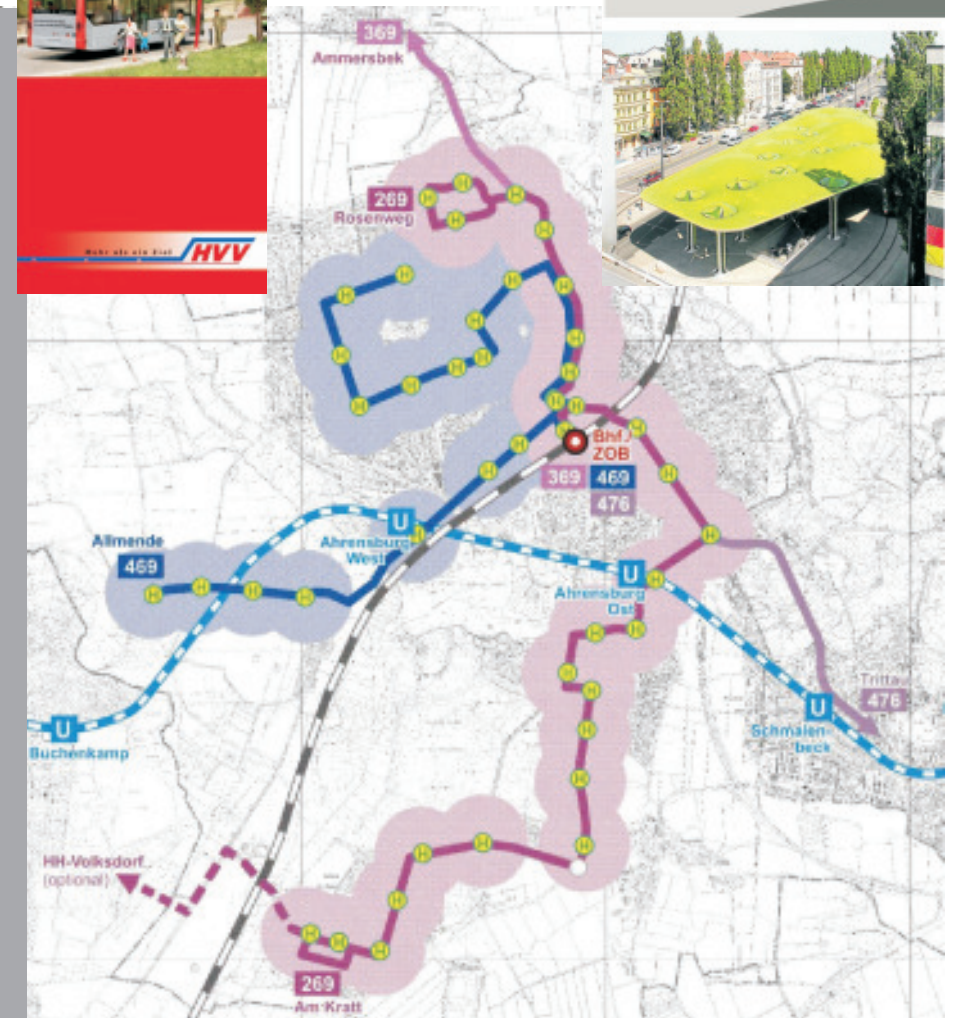 Mehr als ein Ziel
HVV
369
Ammersbek
269
Rosenweg
Bhf./
ZOB
369
469
476
U
Ahrensburg
West
Allmende
469
U
Ahrensburg
Ost
Trittau
476
U
Schmalen-
beck
U
Buchenkamp
HH-Volksdorf
(optional)
269
Am Kratt